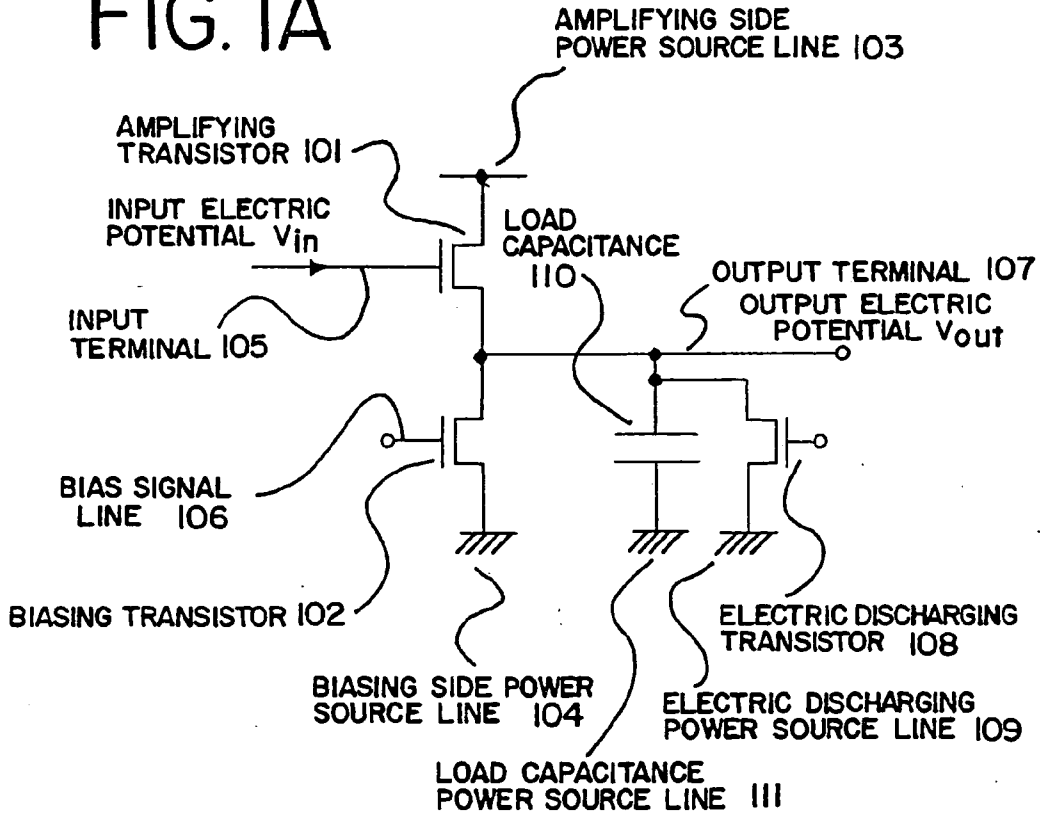 FIG. 1A
AMPLIFYING SIDE
POWER SOURCE LINE 103
AMPLIFYING
TRANSISTOR 101
INPUT ELECTRIC
POTENTIAL Vin
LOAD
CAPACITANCE
110
OUTPUT TERMINAL 107
OUTPUT ELECTRIC
POTENTIAL Vout
INPUT
TERMINAL 105
BIAS SIGNAL
LINE 106
BIASING TRANSISTOR 102
ELECTRIC DISCHARGING
TRANSISTOR 108
BIASING SIDE POWER
SOURCE LINE 104
ELECTRIC DISCHARGING
POWER SOURCE LINE 109
LOAD CAPACITANCE
POWER SOURCE LINE 111